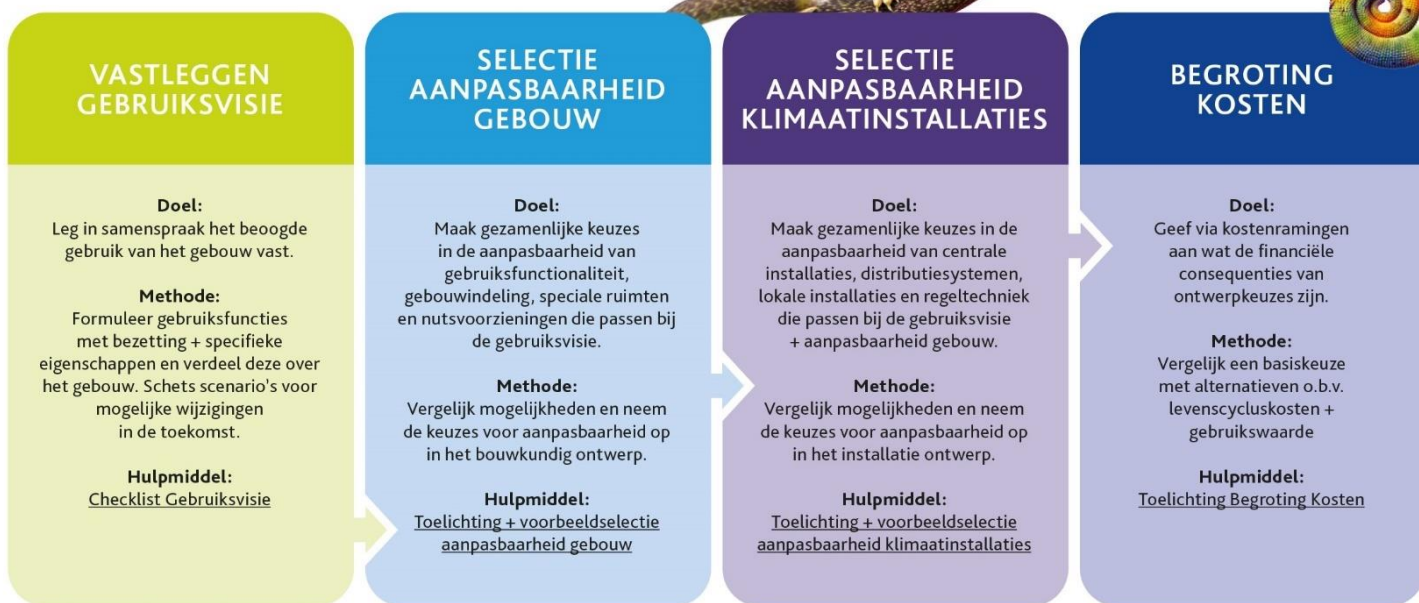 VASTLEGGEN
GEBRUIKSVISIE
Doel:
Leg in samenspraak het beoogde
gebruik van het gebouw vast.
Methode:
Formuleer gebruiksfuncties
met bezetting + specifieke
eigenschappen en verdeel deze over
het gebouw. Schets scenario's voor
mogelijke wijzigingen
in de toekomst.
Hulpmiddel:
Checklist Gebruiksvisie
SELECTIE
AANPASBAARHEID
GEBOUW
Doel:
Maak gezamenlijke keuzes
in de aanpasbaarheid van
gebruiksfunctionaliteit,
gebouwindeling, speciale ruimten
en nutsvoorzieningen die passen bij
de gebruiksvisie.
Methode:
Vergelijk mogelijkheden en neem
de keuzes voor aanpasbaarheid op
in het bouwkundig ontwerp.
Hulpmiddel:
Toelichting + voorbeeldselectie
aanpasbaarheid gebouw
SELECTIE
AANPASBAARHEID
KLIMAATINSTALLATIES
Doel:
Maak gezamenlijke keuzes in de
aanpasbaarheid van centrale
installaties, distributiesystemen,
lokale installaties en regeltechniek
die passen bij de gebruiksvisie
+ aanpasbaarheid gebouw.
Methode:
Vergelijk mogelijkheden en neem
de keuzes voor aanpasbaarheid op
in het installatie ontwerp.
Hulpmiddel:
Toelichting + voorbeeldselectie
aanpasbaarheid klimaatinstallaties
BEGROTING
KOSTEN
Doel:
Geef via kostenramingen
aan wat de financiële
consequenties van
ontwerpkeuzes zijn.
Methode:
Vergelijk een basiskeuze
met alternatieven o.b.v.
levenscycluskosten +
gebruikswaarde
Hulpmiddel:
Toelichting Begroting Kosten